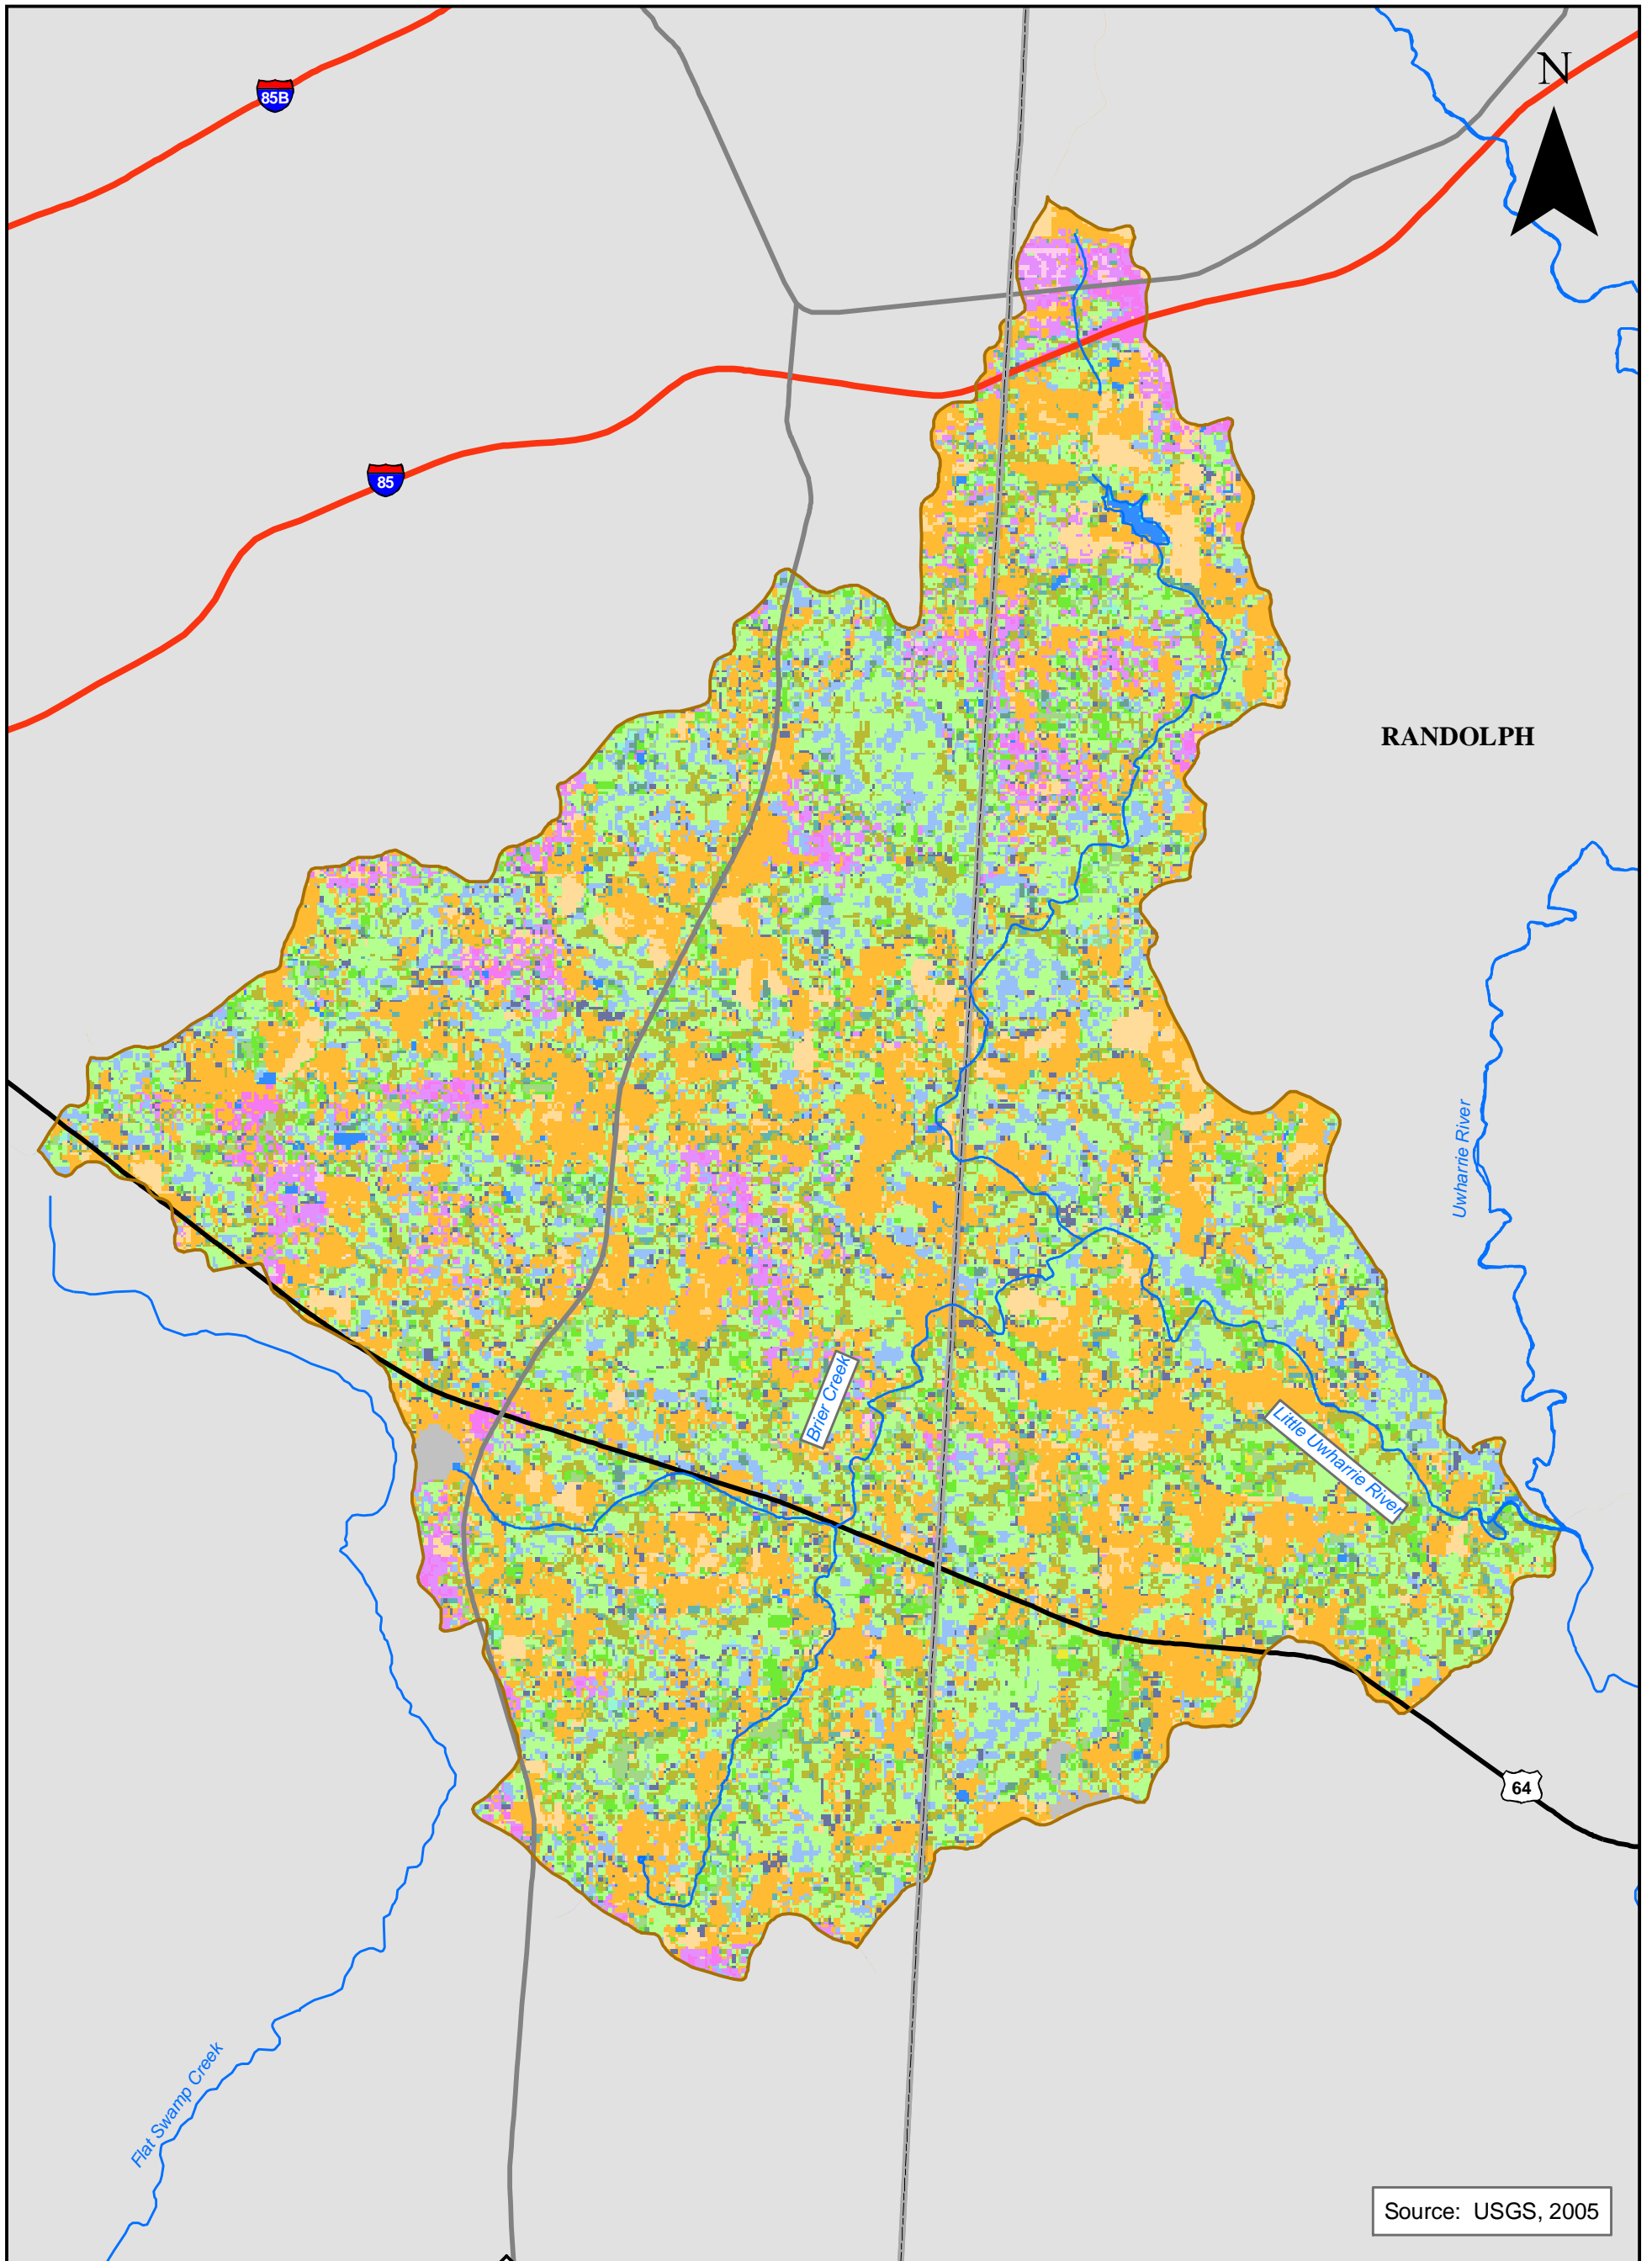 85B
N
85
RANDOLPH
Uwharrie River
Brier Creek
Little Uwharrie River
64
Flat Swamp Creek
Source: USGS, 2005